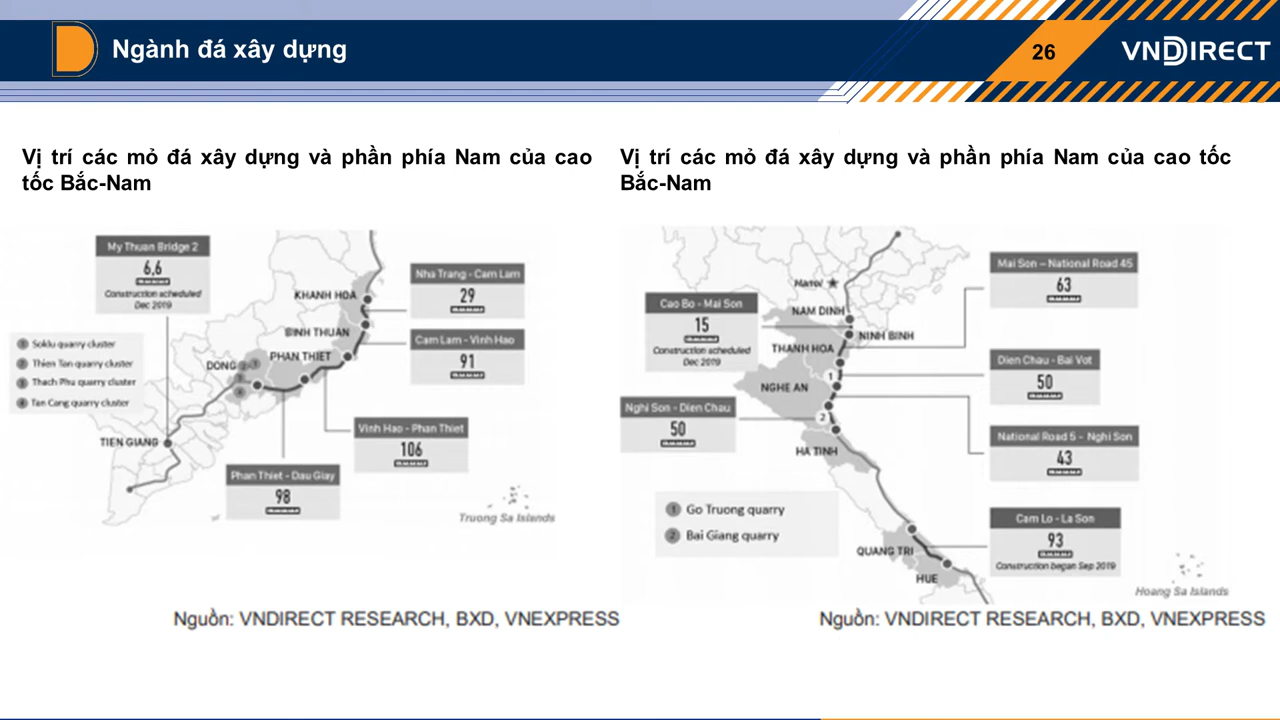 Ngành đá xây dựng
26
VNDIRECT
Vị trí các mỏ đá xây dựng và phần phía Nam của cao
tốc Bắc-Nam
My Thuan Bridge 2
6,6
Construction scheduled
Dec 2019
Nha Trang - Cam Lam
29
KHANH HOA
BINH THUAN
Cam Lam - Vinh Hao
91
1 Soklu quarry cluster
2 Thien Tan quarry cluster
3 Thach Phu quarry cluster
4 Tan Cang quarry cluster
PHAN THIET
DONG
TIEN GIANG
Vinh Hao - Phan Thiet
106
Phan Thiet - Dau Giay
98
Truong Sa Islands
Nguồn: VNDIRECT RESEARCH, BXD, VNEXPRESS
Vị trí các mỏ đá xây dựng và phần phía Nam của cao tốc
Bắc-Nam
Mai Son – National Road 45
63
Hanoi
Cao Bo - Mai Son
15
Construction scheduled
Dec 2019
NAM DINH
NINH BINH
THANH HOA
Dien Chau - Bai Vot
50
1
NGHE AN
Nghi Son - Dien Chau
50
2
National Road 5 - Nghi Son
43
HA TINH
1 Go Truong quarry
2 Bai Giang quarry
Cam Lo - La Son
93
Construction began Sep 2019
QUANG TRI
HUE
Hoang Sa Islands
Nguồn: VNDIRECT RESEARCH, BXD, VNEXPRESS